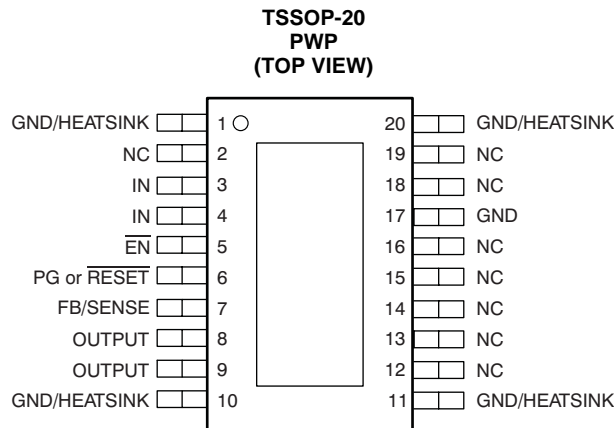 TSSOP-20
PWP
(TOP VIEW)
GND/HEATSINK 1 20 GND/HEATSINK
NC 2 19 NC
IN 3 18 NC
IN 4 17 GND
EN 5 16 NC
PG or RESET 6 15 NC
FB/SENSE 7 14 NC
OUTPUT 8 13 NC
OUTPUT 9 12 NC
GND/HEATSINK 10 11 GND/HEATSINK